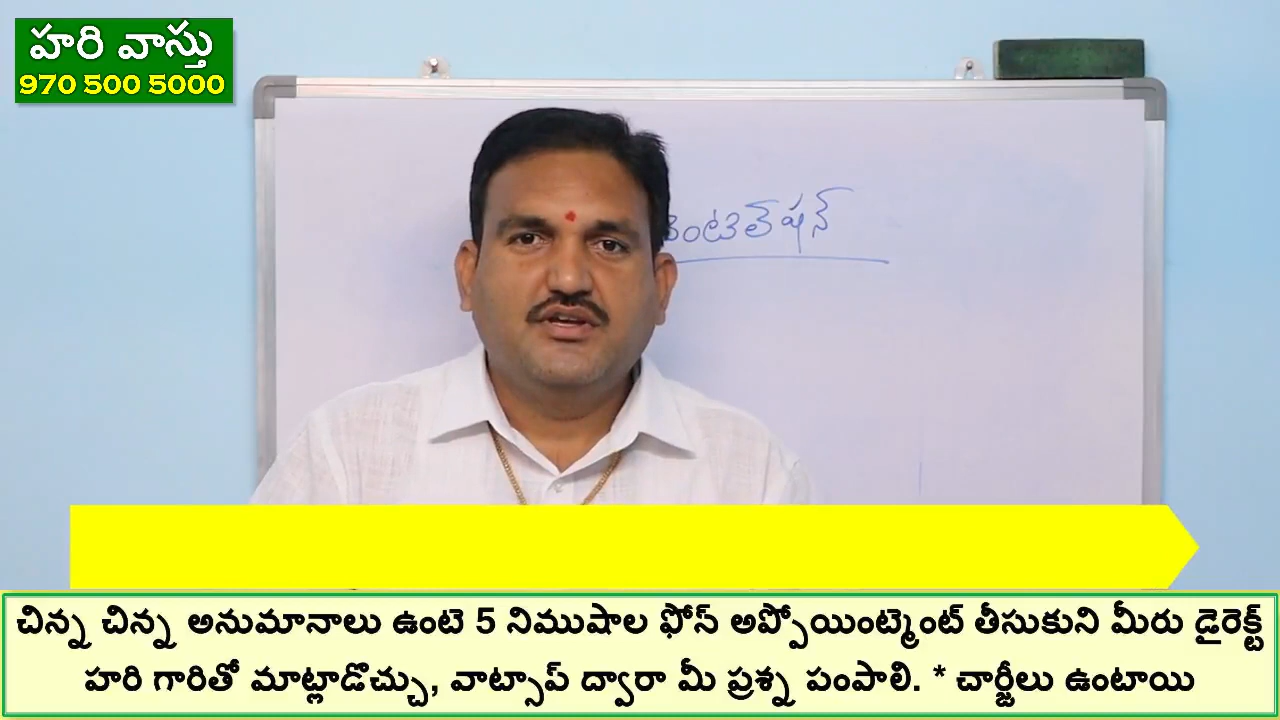 హరి వాస్తు
970 500 5000
చిన్న చిన్న అనుమానాలు ఉంటె 5 నిముషాల ఫోన్ అప్పోయింట్మెంట్ తీసుకుని మీరు డైరెక్ట్
హరి గారితో మాట్లాడొచ్చు, వాట్సాప్ ద్వారా మీ ప్రశ్న పంపాలి. * చార్జీలు ఉంటాయి